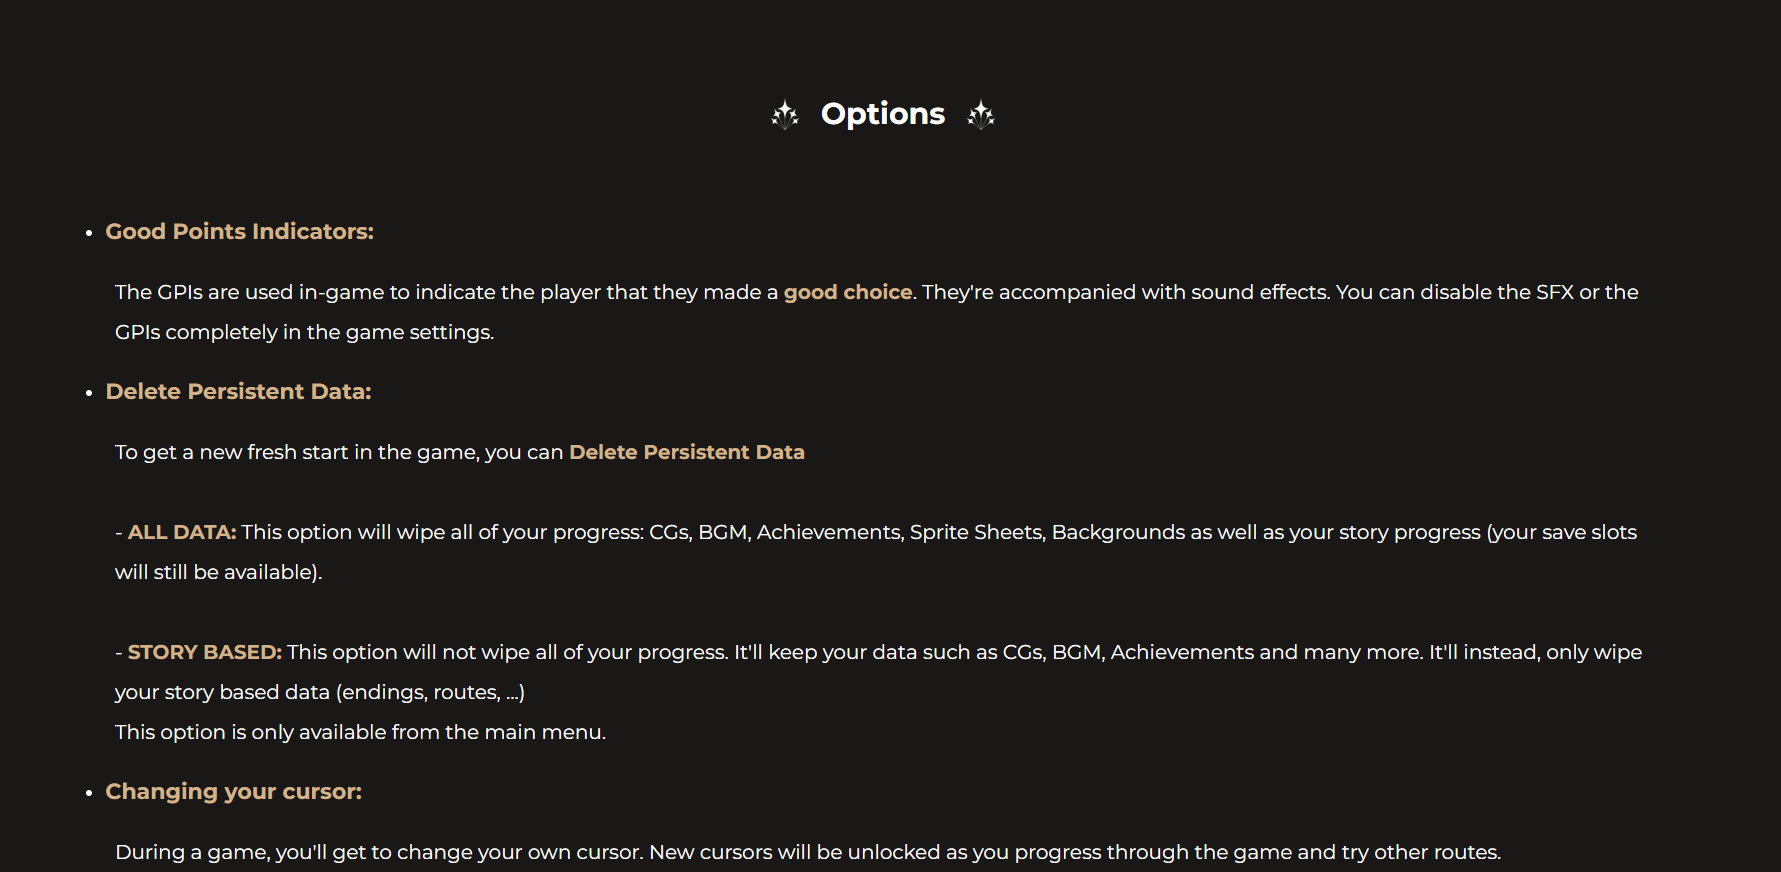 Options
• Good Points Indicators:
The GPIs are used in-game to indicate the player that they made a good choice. They're accompanied with sound effects. You can disable the SFX or the
GPIs completely in the game settings.
• Delete Persistent Data:
To get a new fresh start in the game, you can Delete Persistent Data
- ALL DATA: This option will wipe all of your progress: CGs, BGM, Achievements, Sprite Sheets, Backgrounds as well as your story progress (your save slots
will still be available).
- STORY BASED: This option will not wipe all of your progress. It'll keep your data such as CGs, BGM, Achievements and many more. It'll instead, only wipe
your story based data (endings, routes, ...)
This option is only available from the main menu.
• Changing your cursor:
During a game, you'll get to change your own cursor. New cursors will be unlocked as you progress through the game and try other routes.